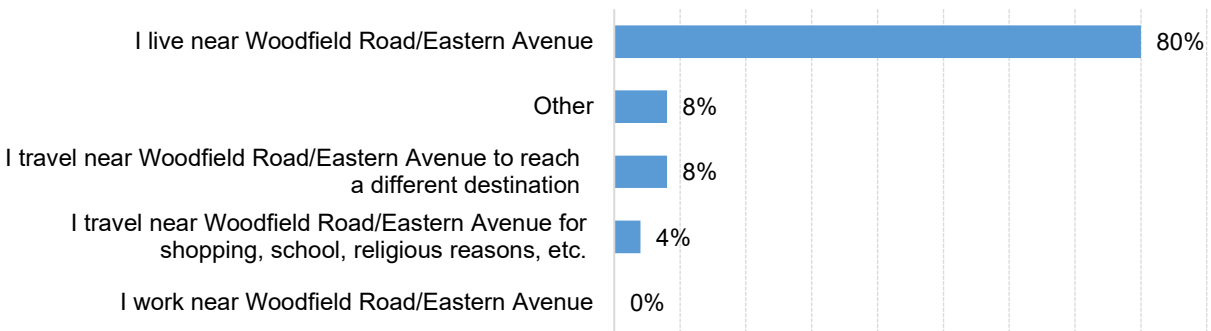 I live near Woodfield Road/Eastern Avenue 80%
Other 8%
I travel near Woodfield Road/Eastern Avenue to reach
a different destination 8%
I travel near Woodfield Road/Eastern Avenue for
shopping, school, religious reasons, etc. 4%
I work near Woodfield Road/Eastern Avenue 0%